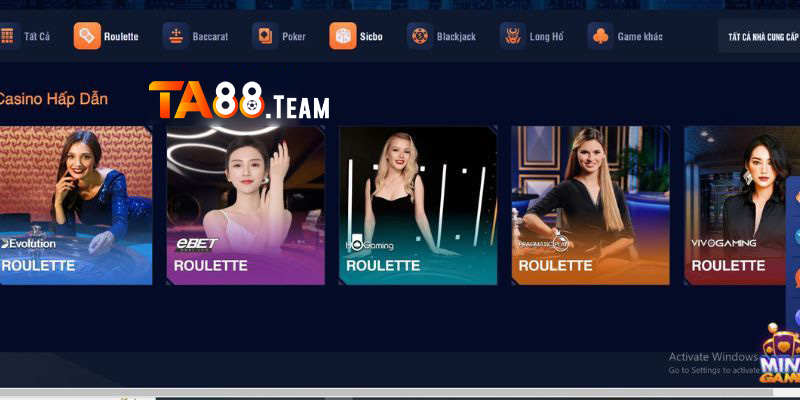 Tất Cả
Roulette
Baccarat
Poker
Sicbo
Blackjack
Long Hổ
Game khác
TẤT CẢ NHÀ CUNG CẤP
Casino Hấp Dẫn
TA88.TEAM
Evolution
ROULETTE
eBET
ROULETTE
HoGaming
ROULETTE
PRAGMATIC PLAY
ROULETTE
VIVOGAMING
ROULETTE
Activate Windows
Go to Settings to activate
MINI
GAME